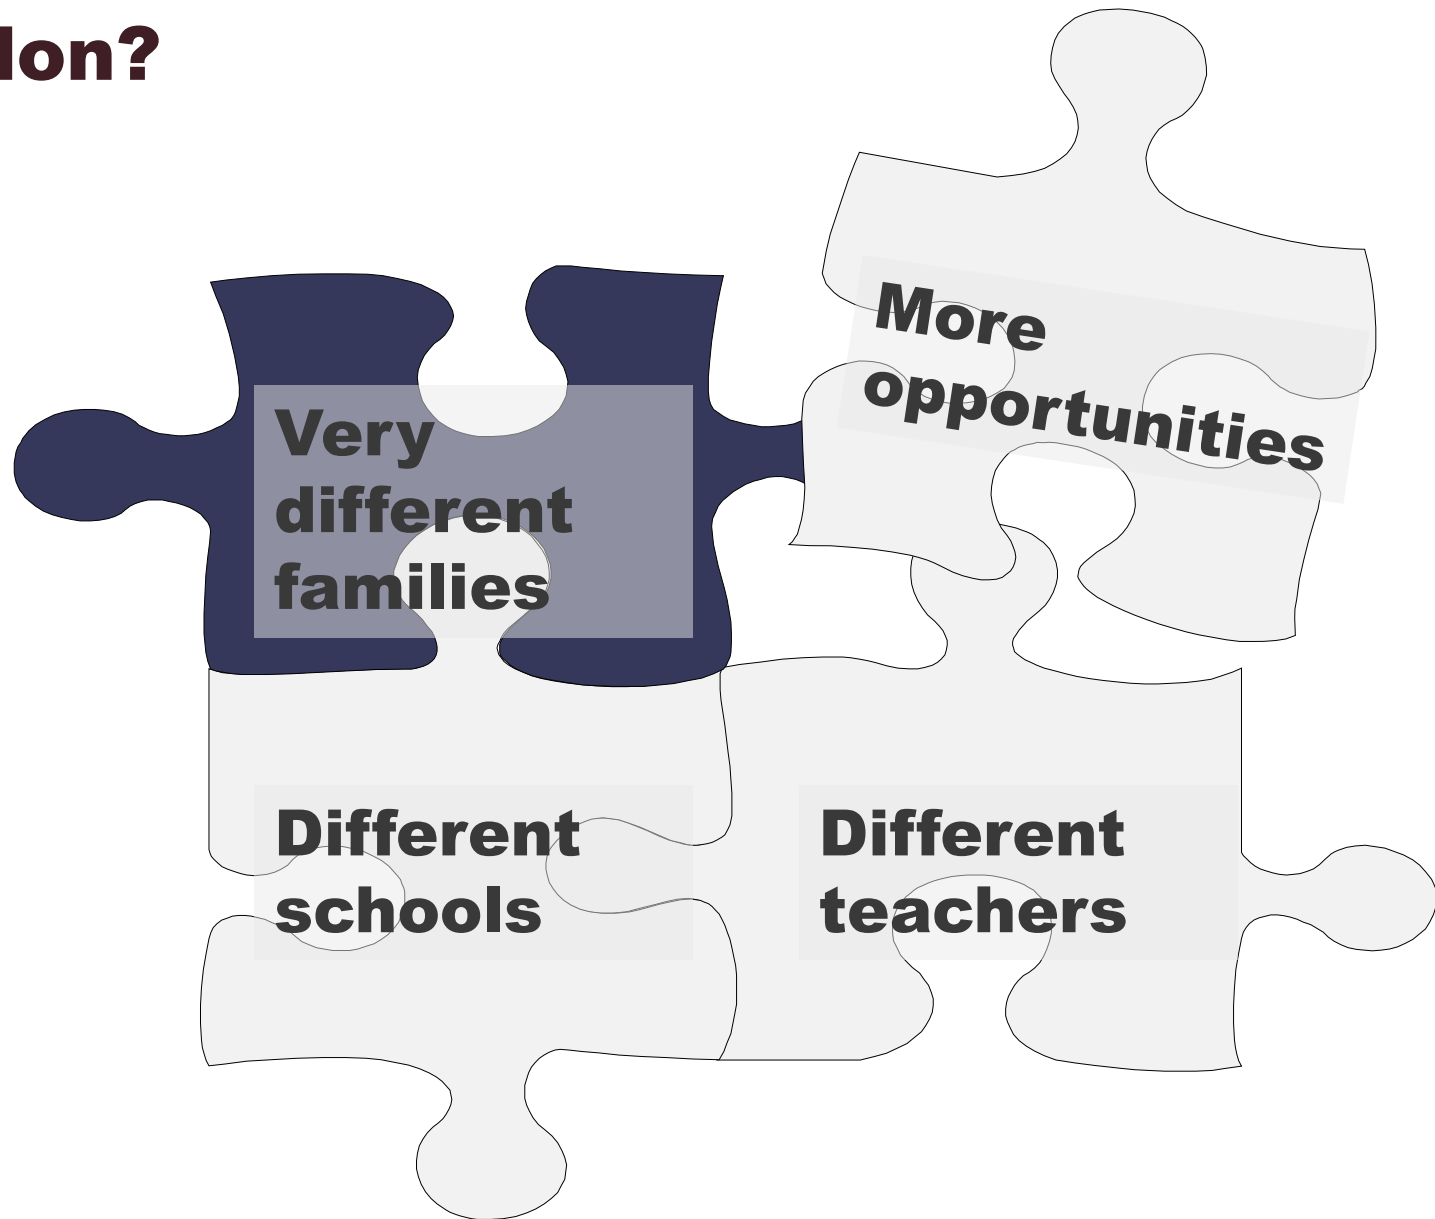 lon?
More
opportunities
Very
different
families
Different
schools
Different
teachers